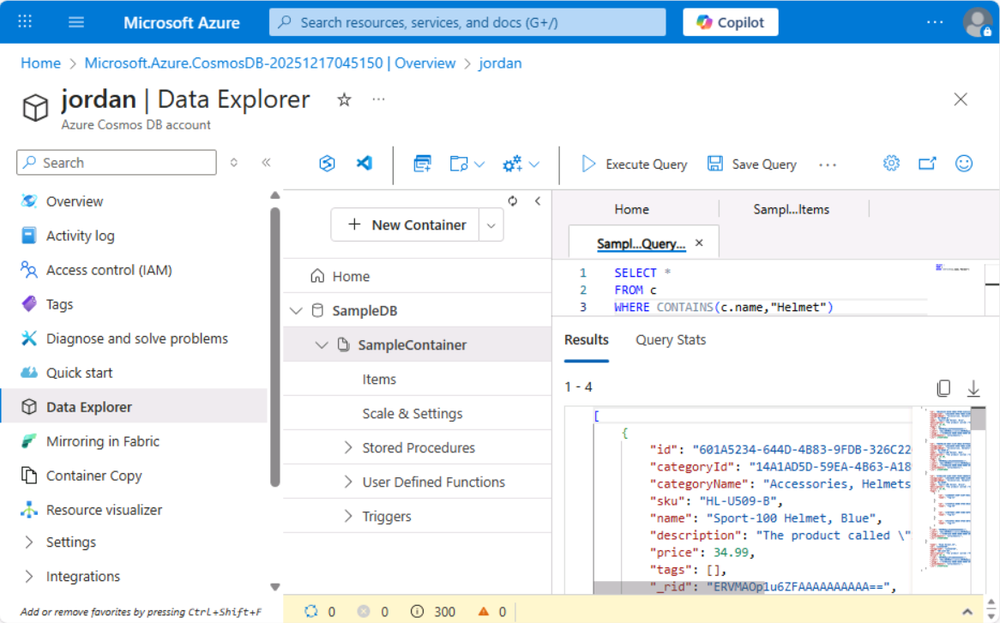 Microsoft Azure
Search resources, services, and docs (G+/)
Copilot
Home > Microsoft.Azure.CosmosDB-20251217045150 | Overview > jordan
jordan | Data Explorer
Azure Cosmos DB account
Search
Overview
Activity log
Access control (IAM)
Tags
Diagnose and solve problems
Quick start
Data Explorer
Mirroring in Fabric
Container Copy
Resource visualizer
Settings
Integrations
Add or remove favorites by pressing Ctrl+Shift+F
Execute Query
Save Query
New Container
Home
SampleDB
SampleContainer
Items
Scale & Settings
Stored Procedures
User Defined Functions
Triggers
Home
Sampl...Items
Sampl...Query...
1 SELECT *
2 FROM c
3 WHERE CONTAINS(c.name,"Helmet")
Results
Query Stats
1 - 4
[
{
"id": "601A5234-644D-4B83-9FDB-326C22
"categoryId": "14A1AD5D-59EA-4B63-A18
"categoryName": "Accessories, Helmets
"sku": "HL-U509-B",
"name": "Sport-100 Helmet, Blue",
"description": "The product called \"
"price": 34.99,
"tags": [],
"_rid": "ERVMAOp1u6ZFAAAAAAAAAA==",
0 0 300 0